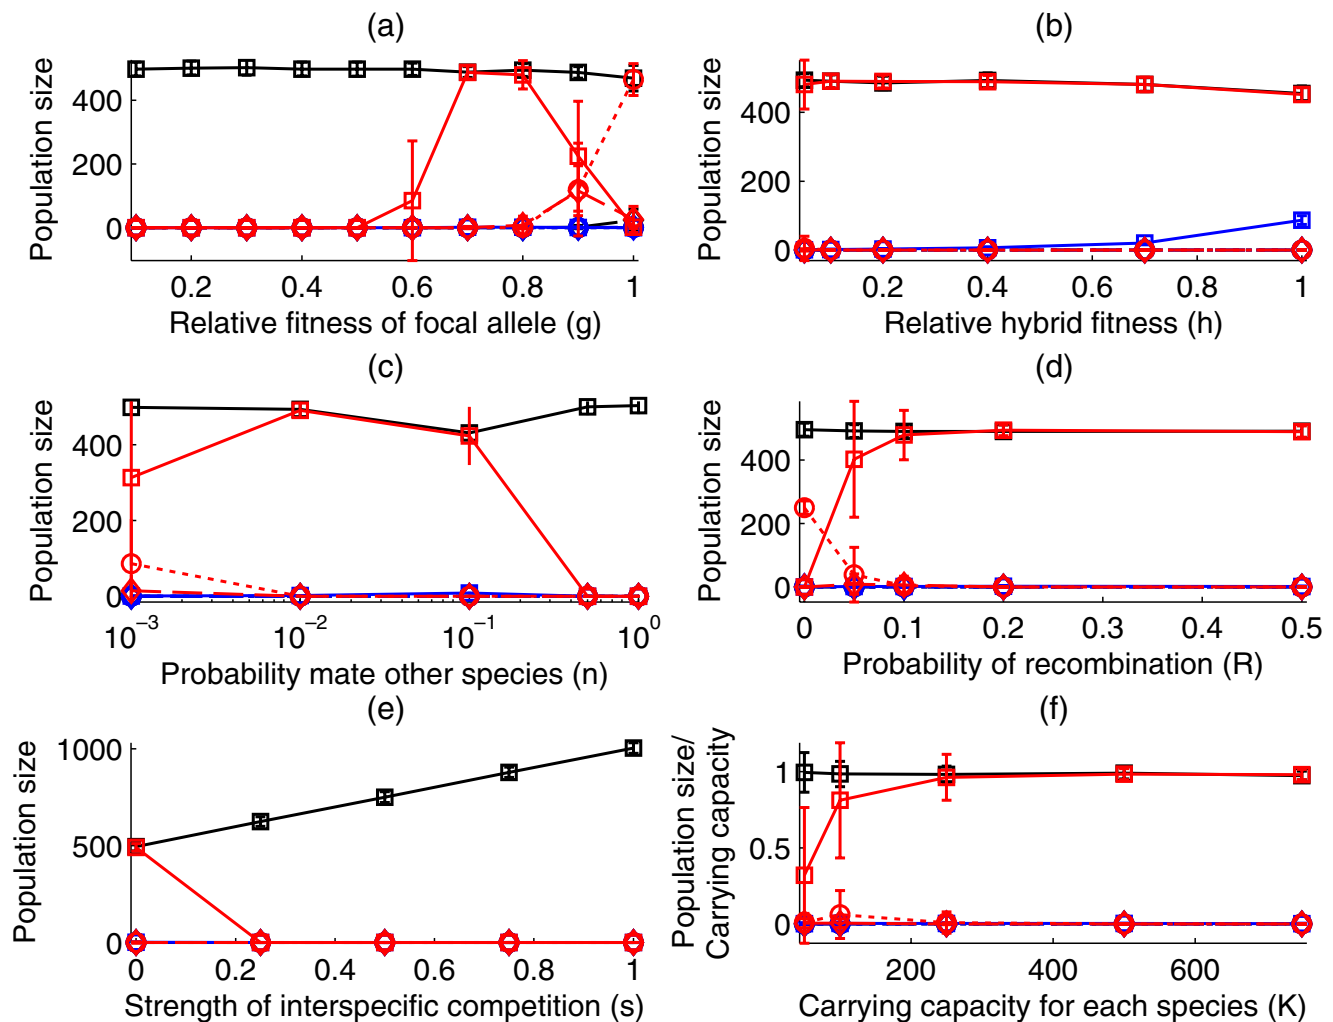 (a)
Population size
400
200
0
0.2 0.4 0.6 0.8 1
Relative fitness of focal allele (g)
(b)
Population size
400
200
0
0.2 0.4 0.6 0.8 1
Relative hybrid fitness (h)
(c)
Population size
400
200
0
10⁻³ 10⁻² 10⁻¹ 10⁰
Probability mate other species (n)
(d)
Population size
400
200
0
0 0.1 0.2 0.3 0.4 0.5
Probability of recombination (R)
(e)
Population size
1000
500
0
0 0.2 0.4 0.6 0.8 1
Strength of interspecific competition (s)
(f)
Population size/
Carrying capacity
1
0.5
0
200 400 600
Carrying capacity for each species (K)